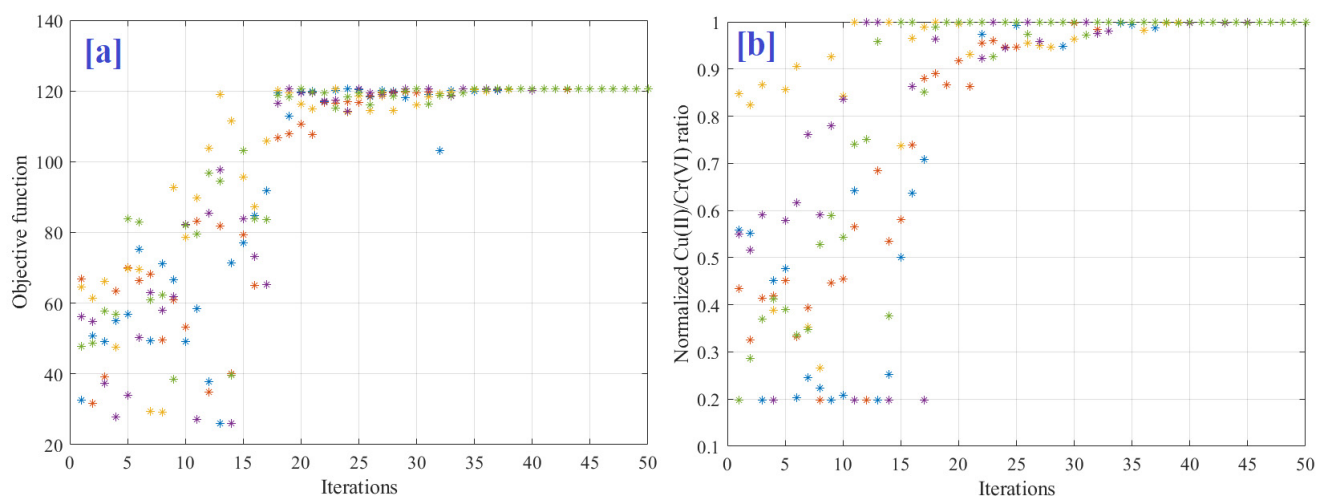 [a]
140
120
100
80
60
40
20
0 5 10 15 20 25 30 35 40 45 50
Objective function
Iterations
[b]
1
0.9
0.8
0.7
0.6
0.5
0.4
0.3
0.2
0.1
0 5 10 15 20 25 30 35 40 45 50
Normalized Cu(II)/Cr(VI) ratio
Iterations